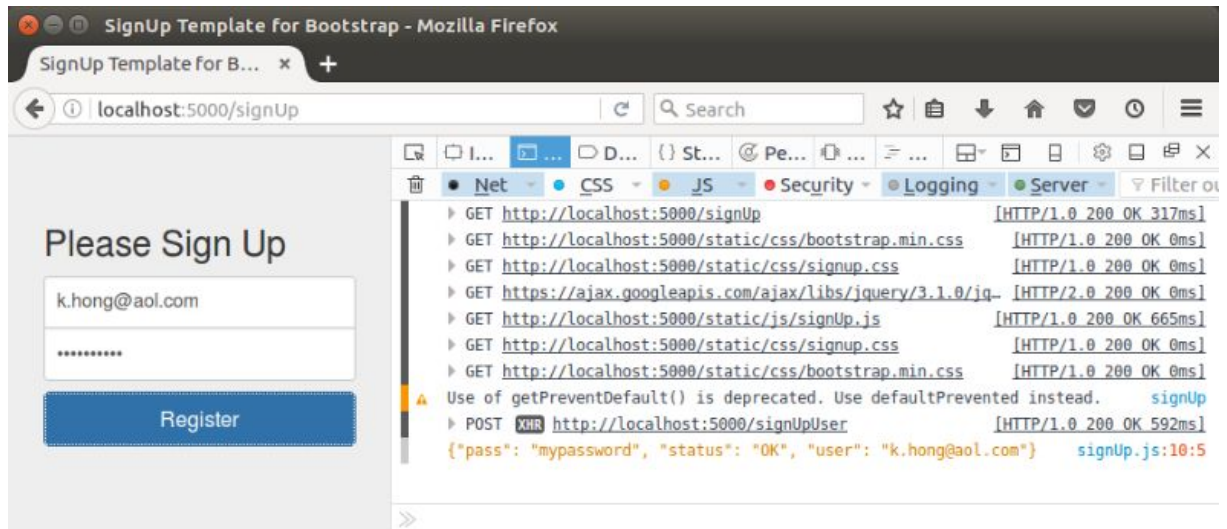 SignUp Template for Bootstrap - Mozilla Firefox
SignUp Template for B... × +
localhost:5000/signUp
Search
I... ... D... {} St... Pe... ... ...
Net CSS JS Security Logging Server Filter ou
GET http://localhost:5000/signUp [HTTP/1.0 200 OK 317ms]
GET http://localhost:5000/static/css/bootstrap.min.css [HTTP/1.0 200 OK 0ms]
GET http://localhost:5000/static/css/signup.css [HTTP/1.0 200 OK 0ms]
GET https://ajax.googleapis.com/ajax/libs/jquery/3.1.0/jq… [HTTP/2.0 200 OK 0ms]
GET http://localhost:5000/static/js/signUp.js [HTTP/1.0 200 OK 665ms]
GET http://localhost:5000/static/css/signup.css [HTTP/1.0 200 OK 0ms]
GET http://localhost:5000/static/css/bootstrap.min.css [HTTP/1.0 200 OK 0ms]
Use of getPreventDefault() is deprecated. Use defaultPrevented instead. signUp
POST XHR http://localhost:5000/signUpUser [HTTP/1.0 200 OK 592ms]
{"pass": "mypassword", "status": "OK", "user": "k.hong@aol.com"} signUp.js:10:5
Please Sign Up
k.hong@aol.com
••••••••••
Register